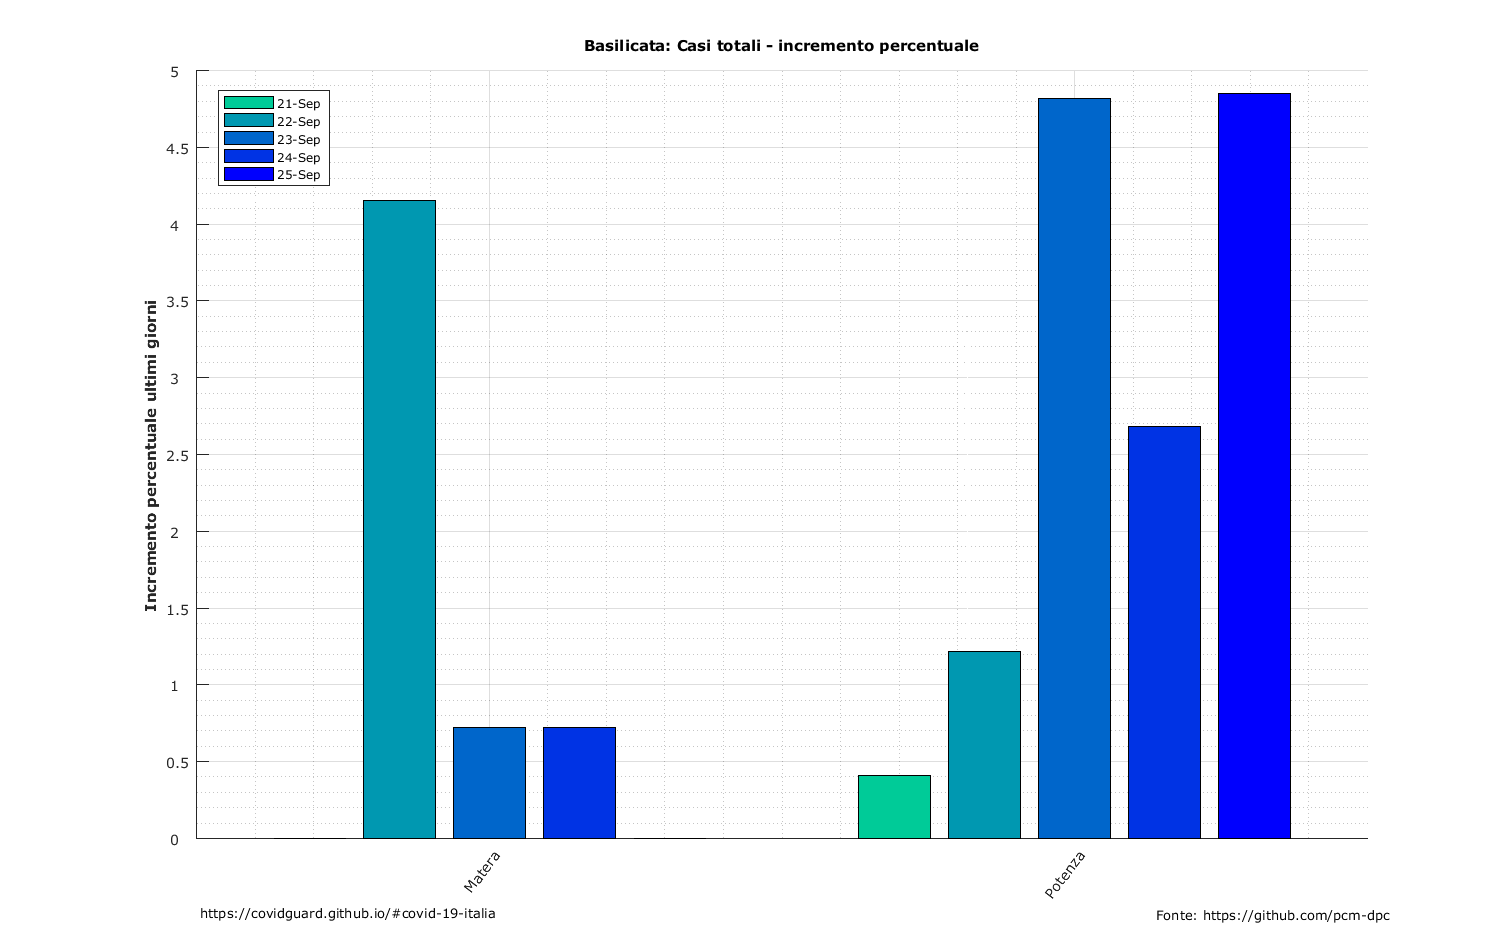 Basilicata: Casi totali - incremento percentuale
21-Sep
22-Sep
23-Sep
24-Sep
25-Sep
Incremento percentuale ultimi giorni
5
4.5
4
3.5
3
2.5
2
1.5
1
0.5
0
Matera
Potenza
https://covidguard.github.io/#covid-19-italia
Fonte: https://github.com/pcm-dpc